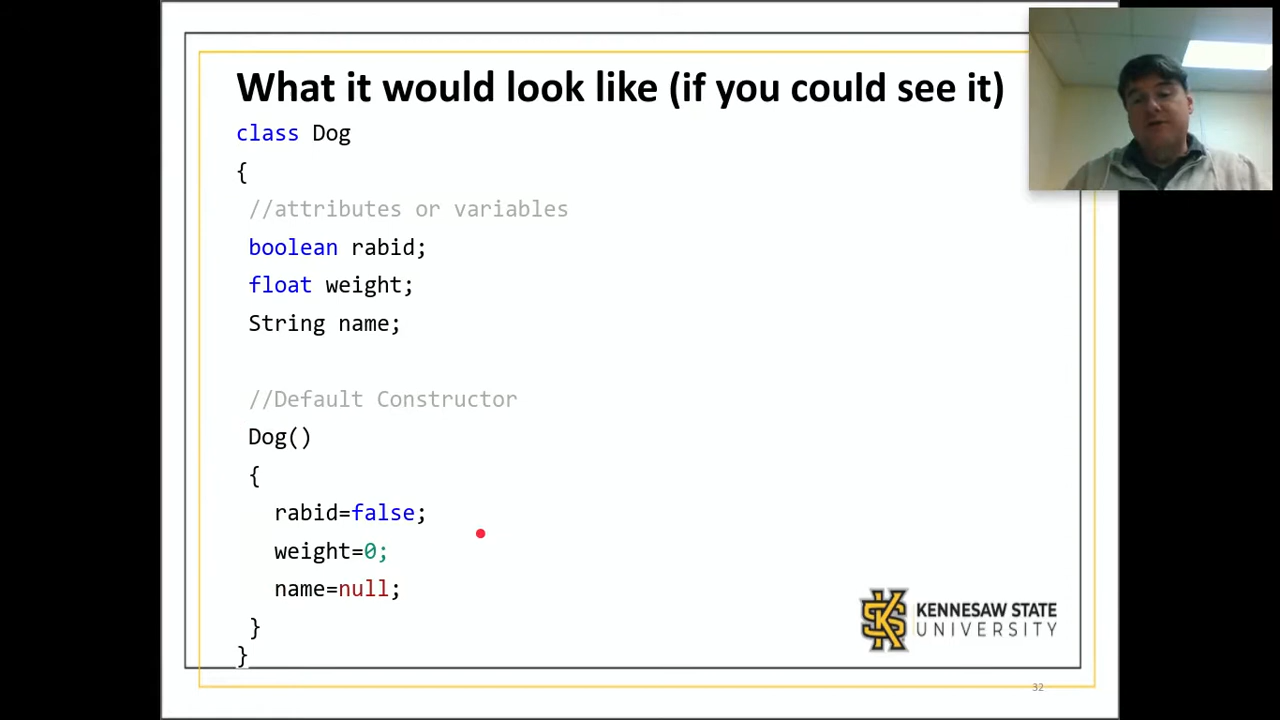 What it would look like (if you could see it)
class Dog
{
//attributes or variables
boolean rabid;
float weight;
String name;
//Default Constructor
Dog()
{
rabid=false;
weight=0;
name=null;
}
}
KENNESAW STATE
UNIVERSITY
32